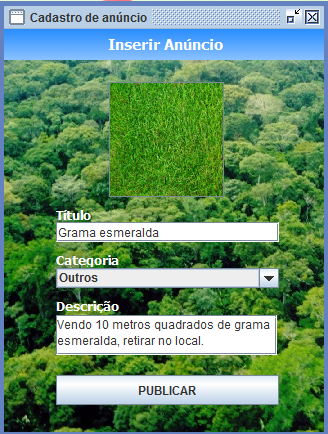 Cadastro de anúncio
Inserir Anúncio
Título
Grama esmeralda
Categoria
Outros
Descrição
Vendo 10 metros quadrados de grama
esmeralda, retirar no local.
PUBLICAR